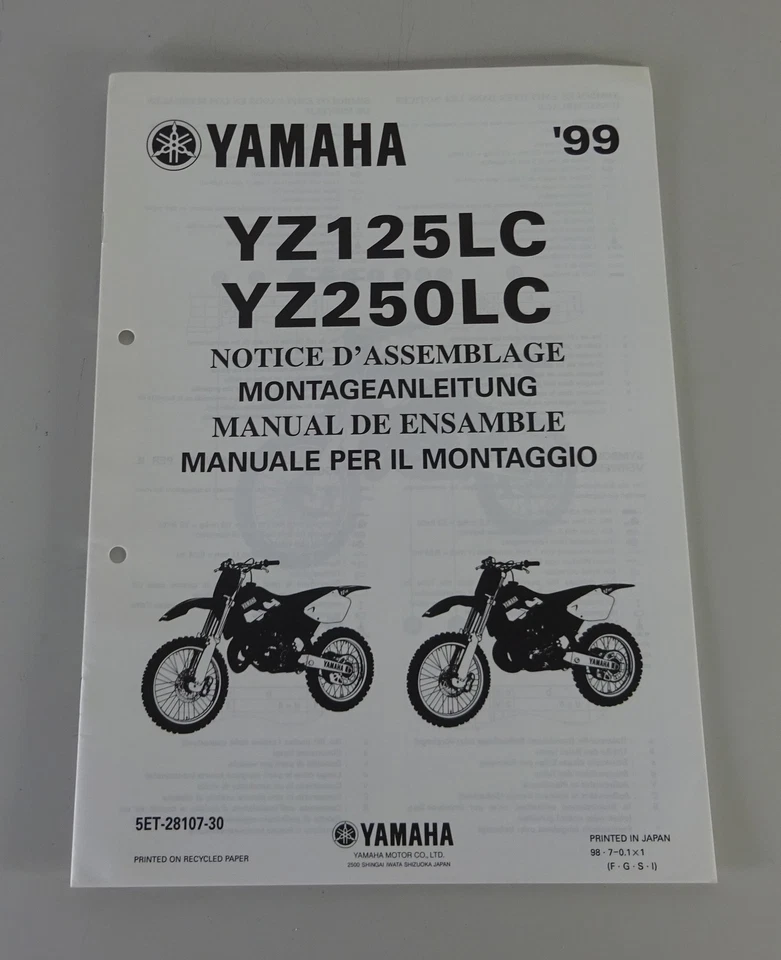 YAMAHA '99
YZ125LC
YZ250LC
NOTICE D'ASSEMBLAGE
MONTAGEANLEITUNG
MANUAL DE ENSAMBLE
MANUALE PER IL MONTAGGIO
YAMAHA
YAMAHA
YAMAHA
YAMAHA
5ET-28107-30
PRINTED ON RECYCLED PAPER
YAMAHA
YAMAHA MOTOR CO., LTD.
2500 SHINGAI IWATA SHIZUOKA JAPAN
PRINTED IN JAPAN
98 · 7-0.1×1
(F · G · S · I)